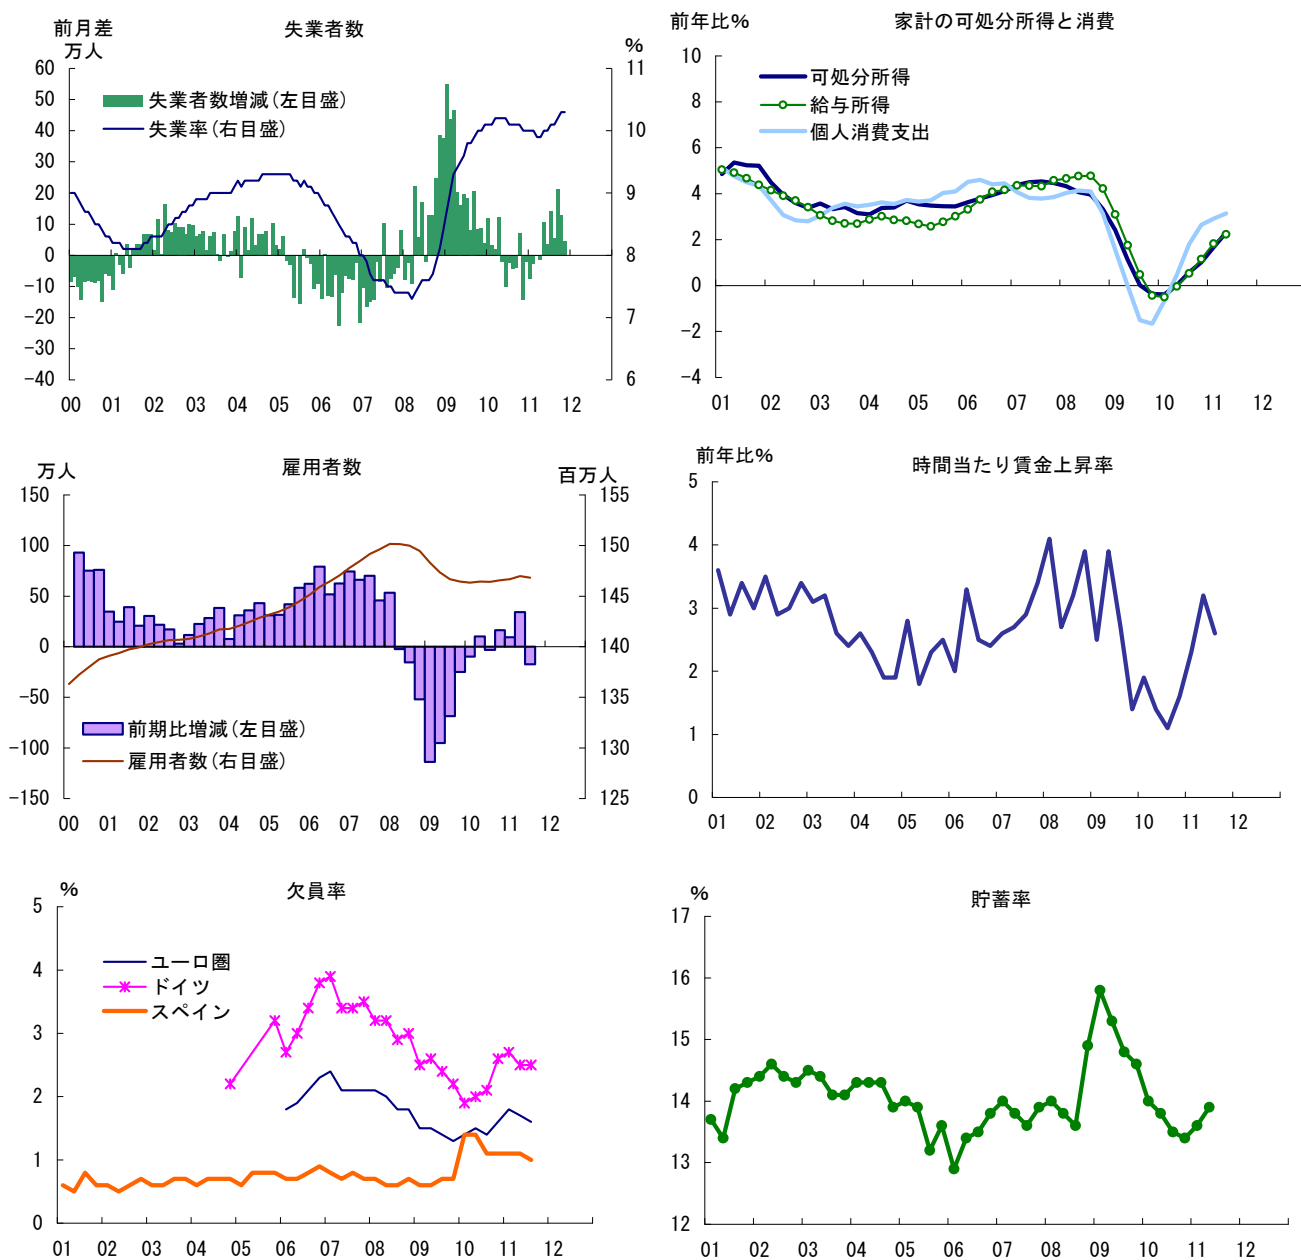 失業者数
前月差
万人
%
60
50
40
30
20
10
0
-10
-20
-30
-40
11
10
9
8
7
6
失業者数増減(左目盛)
失業率(右目盛)
00 01 02 03 04 05 06 07 08 09 10 11 12
家計の可処分所得と消費
前年比%
10
8
6
4
2
0
-2
-4
可処分所得
給与所得
個人消費支出
01 02 03 04 05 06 07 08 09 10 11 12
雇用者数
万人
百万人
150
100
50
0
-50
-100
-150
155
150
145
140
135
130
125
前期比増減(左目盛)
雇用者数(右目盛)
00 01 02 03 04 05 06 07 08 09 10 11 12
時間当たり賃金上昇率
前年比%
5
4
3
2
1
0
01 02 03 04 05 06 07 08 09 10 11 12
欠員率
%
5
4
3
2
1
0
ユーロ圏
ドイツ
スペイン
01 02 03 04 05 06 07 08 09 10 11 12
貯蓄率
%
17
16
15
14
13
12
01 02 03 04 05 06 07 08 09 10 11 12